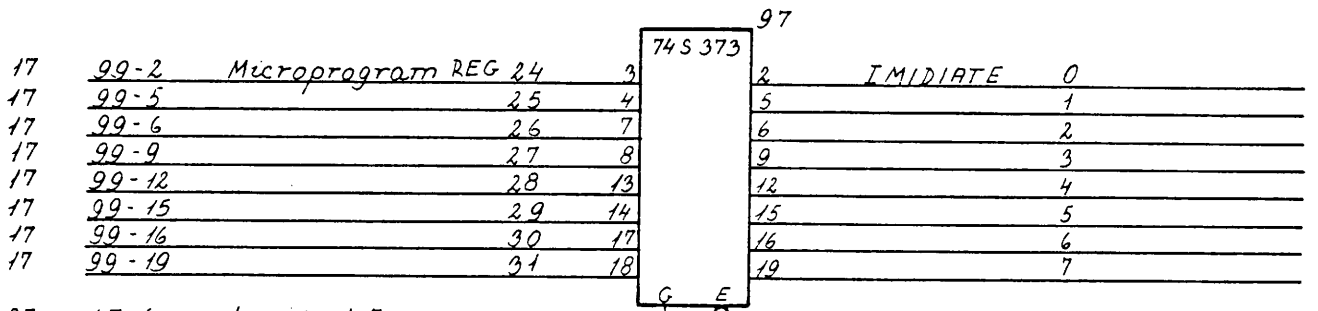 97
74 S 373
17 99-2 Microprogram REG 24 3 2 IMIDIATE 0
17 99-5 25 4 5 1
17 99-6 26 7 6 2
17 99-9 27 8 9 3
17 99-12 28 13 12 4
17 99-15 29 14 15 5
17 99-16 30 17 16 6
17 99-19 31 18 19 7
G E